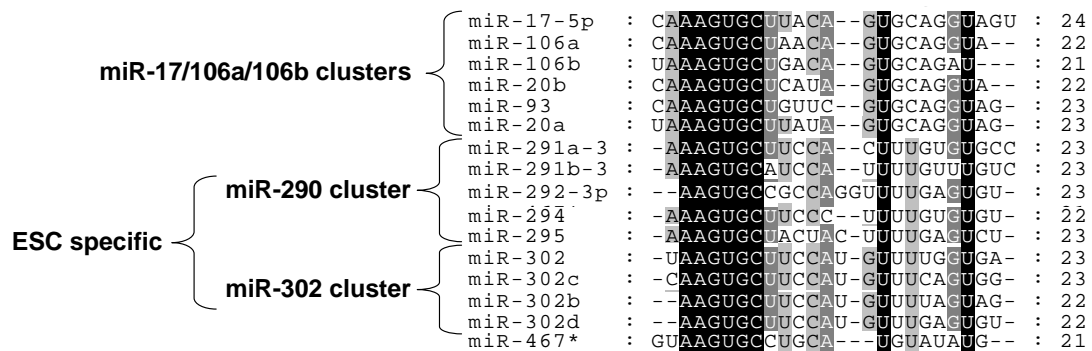 miR-17-5p : CAAAGUGCUUACA--GUGCAGGUAGU : 24
miR-106a : CAAAGUGCUAACA--GUGCAGGUA-- : 22
miR-17/106a/106b clusters
miR-106b : UAAAGUGCUGACA--GUGCAGAU--- : 21
miR-20b : CAAAGUGCUCAUA--GUGCAGGUA-- : 22
miR-93 : CAAAGUGCUGUUC--GUGCAGGUAG- : 23
miR-20a : UAAAGUGCUUAUA--GUGCAGGUAG- : 23
miR-291a-3 : -AAAGUGCUUCCA--CUUUGUGUGCC : 23
miR-291b-3 : -AAAGUGCAUCCA--UUUUGUUUGUC : 23
miR-290 cluster
miR-292-3p : --AAGUGCCGCCAGGUUUUGAGUGU- : 23
miR-294 : -AAAGUGCUUCCC--UUUUGUGUGU- : 22
ESC specific
miR-295 : -AAAGUGCUACUAC-UUUUGAGUCU- : 23
miR-302 : -UAAGUGCUUCCAU-GUUUUGGUGA- : 23
miR-302 cluster
miR-302c : -CAAGUGCUUCCAU-GUUUCAGUGG- : 23
miR-302b : --AAGUGCUUCCAU-GUUUUAGUAG- : 22
miR-302d : --AAGUGCUUCCAU-GUUUGAGUGU- : 22
miR-467* : GUAAGUGCCUGCA---UGUAUAUG-- : 21